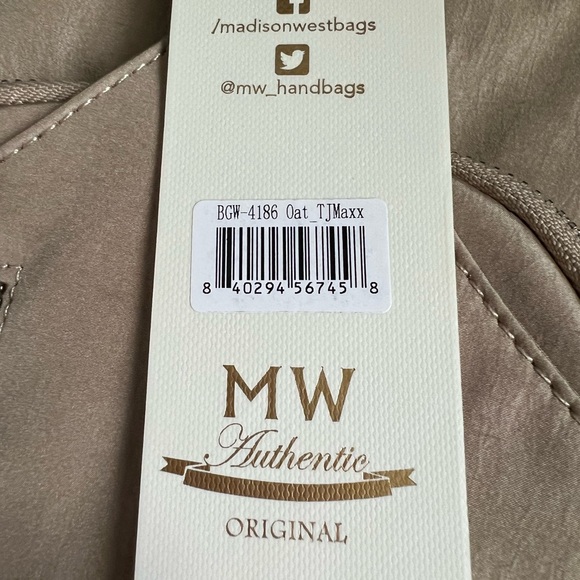 /madisonwestbags
@mw_handbags
BGW-4186 Oat_TJMaxx
8 40294 56745 8
MW
Authentic
ORIGINAL